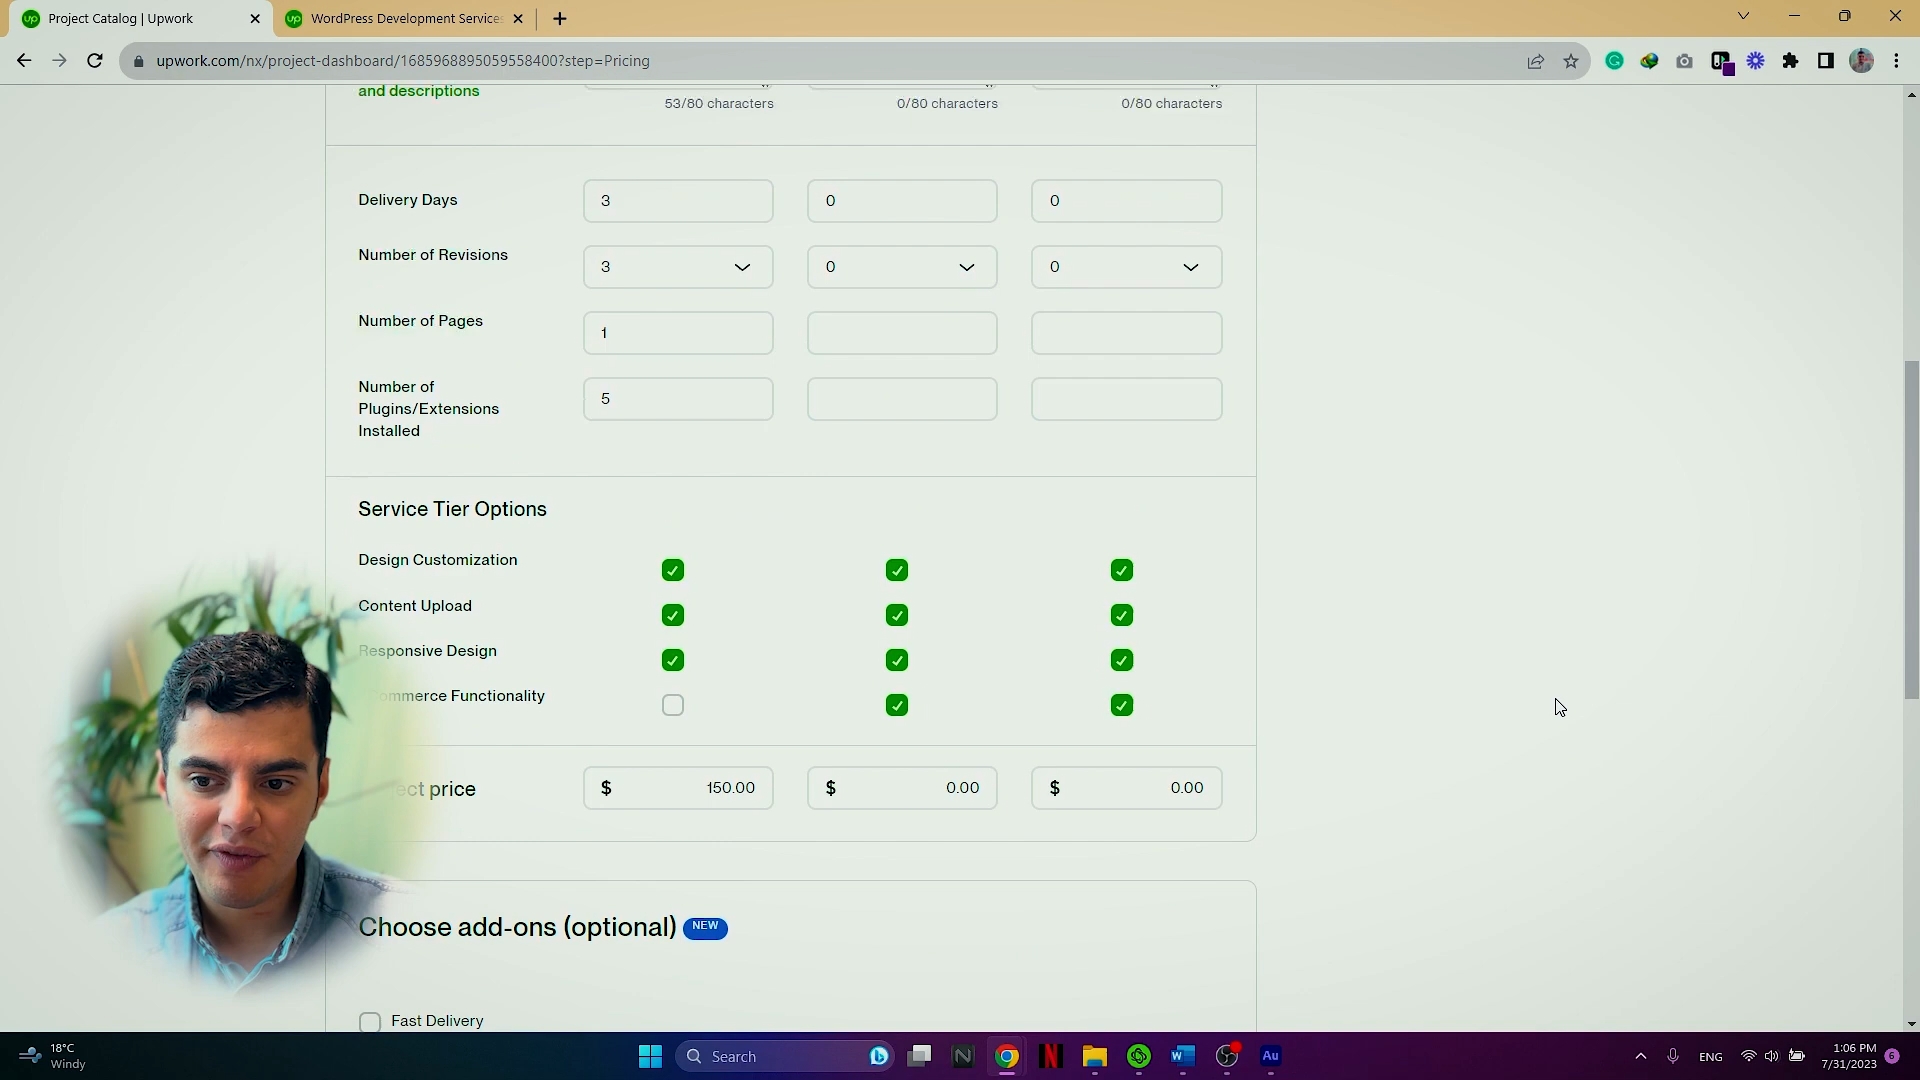 Project Catalog | Upwork
WordPress Development Services
upwork.com/nx/project-dashboard/1685968895059558400?step=Pricing
and descriptions
53/80 characters
0/80 characters
0/80 characters
Delivery Days
3
0
0
Number of Revisions
3
0
0
Number of Pages
1
Number of
Plugins/Extensions
Installed
5
Service Tier Options
Design Customization
Content Upload
Responsive Design
Commerce Functionality
price
$ 150.00
$ 0.00
$ 0.00
Choose add-ons (optional) NEW
Fast Delivery
18°C
Windy
Search
ENG
1:06 PM
7/31/2023
6